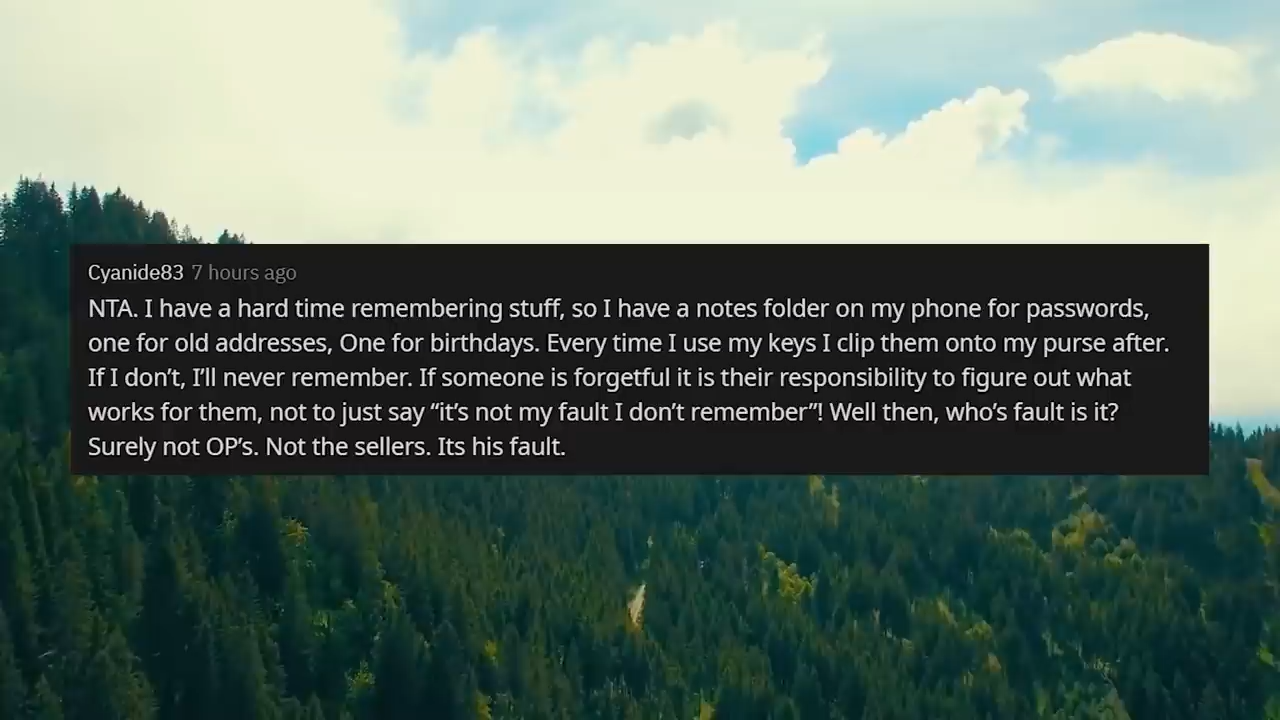 Cyanide83 7 hours ago
NTA. I have a hard time remembering stuff, so I have a notes folder on my phone for passwords,
one for old addresses, One for birthdays. Every time I use my keys I clip them onto my purse after.
If I don’t, I’ll never remember. If someone is forgetful it is their responsibility to figure out what
works for them, not to just say “it’s not my fault I don’t remember”! Well then, who’s fault is it?
Surely not OP’s. Not the sellers. Its his fault.